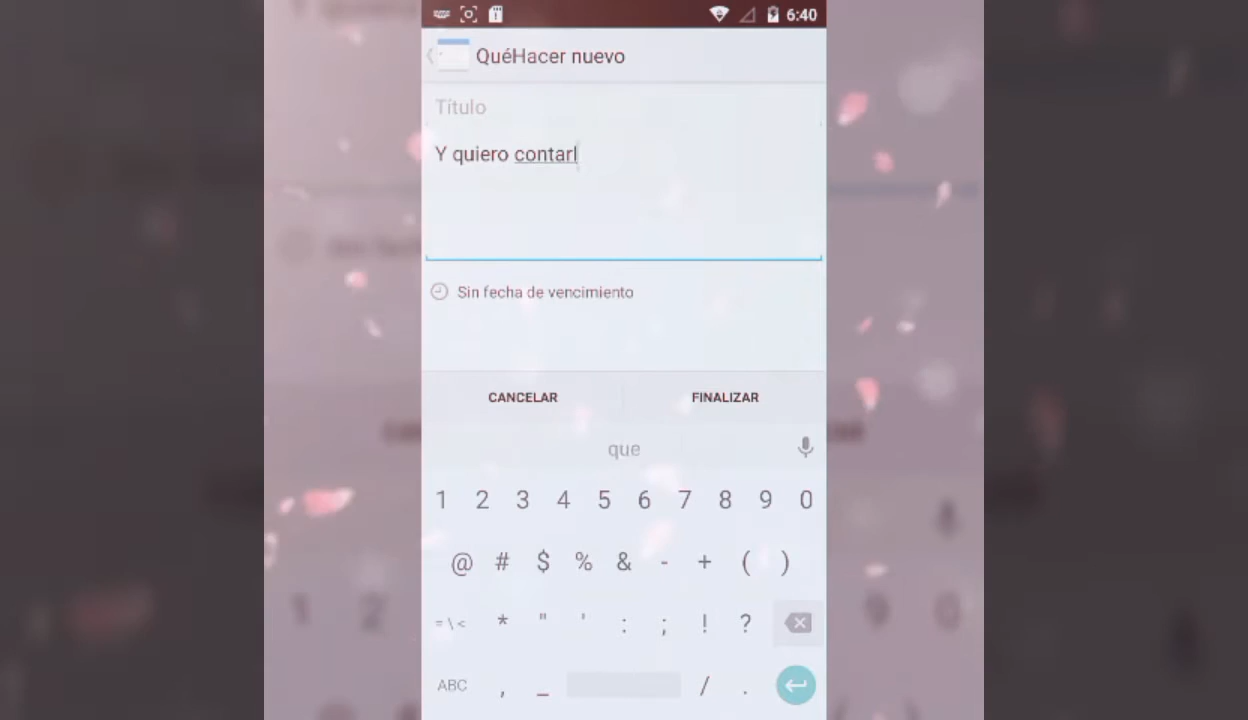 6:40
QuéHacer nuevo
Título
Y quiero contarl
Sin fecha de vencimiento
CANCELAR FINALIZAR
que
1 2 3 4 5 6 7 8 9 0
@ # $ % & - + ( )
= \ < * " ' : ; ! ?
ABC , _ / .